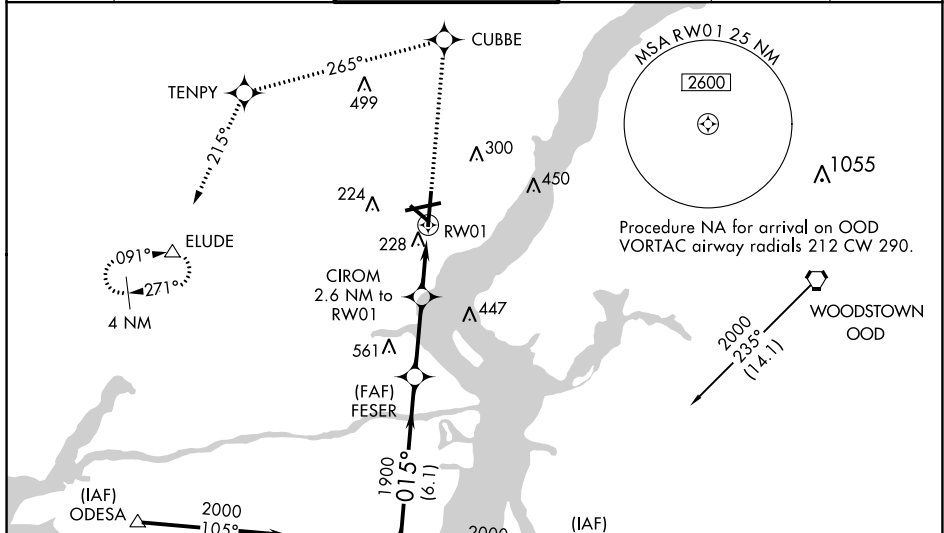 CUBBE
MSA RW01 25 NM
265°
2600
TENPY
499
215°
300
1055
450
224
Procedure NA for arrival on OOD
VORTAC airway radials 212 CW 290.
RW01
228
ELUDE
091°
271°
4 NM
CIROM
2.6 NM to
RW01
447
WOODSTOWN
OOD
2000
235°
(14.1)
561
(FAF)
FESER
1900
015°
(6.1)
(IAF)
ODESA
2000
105°
2000
(IAF)